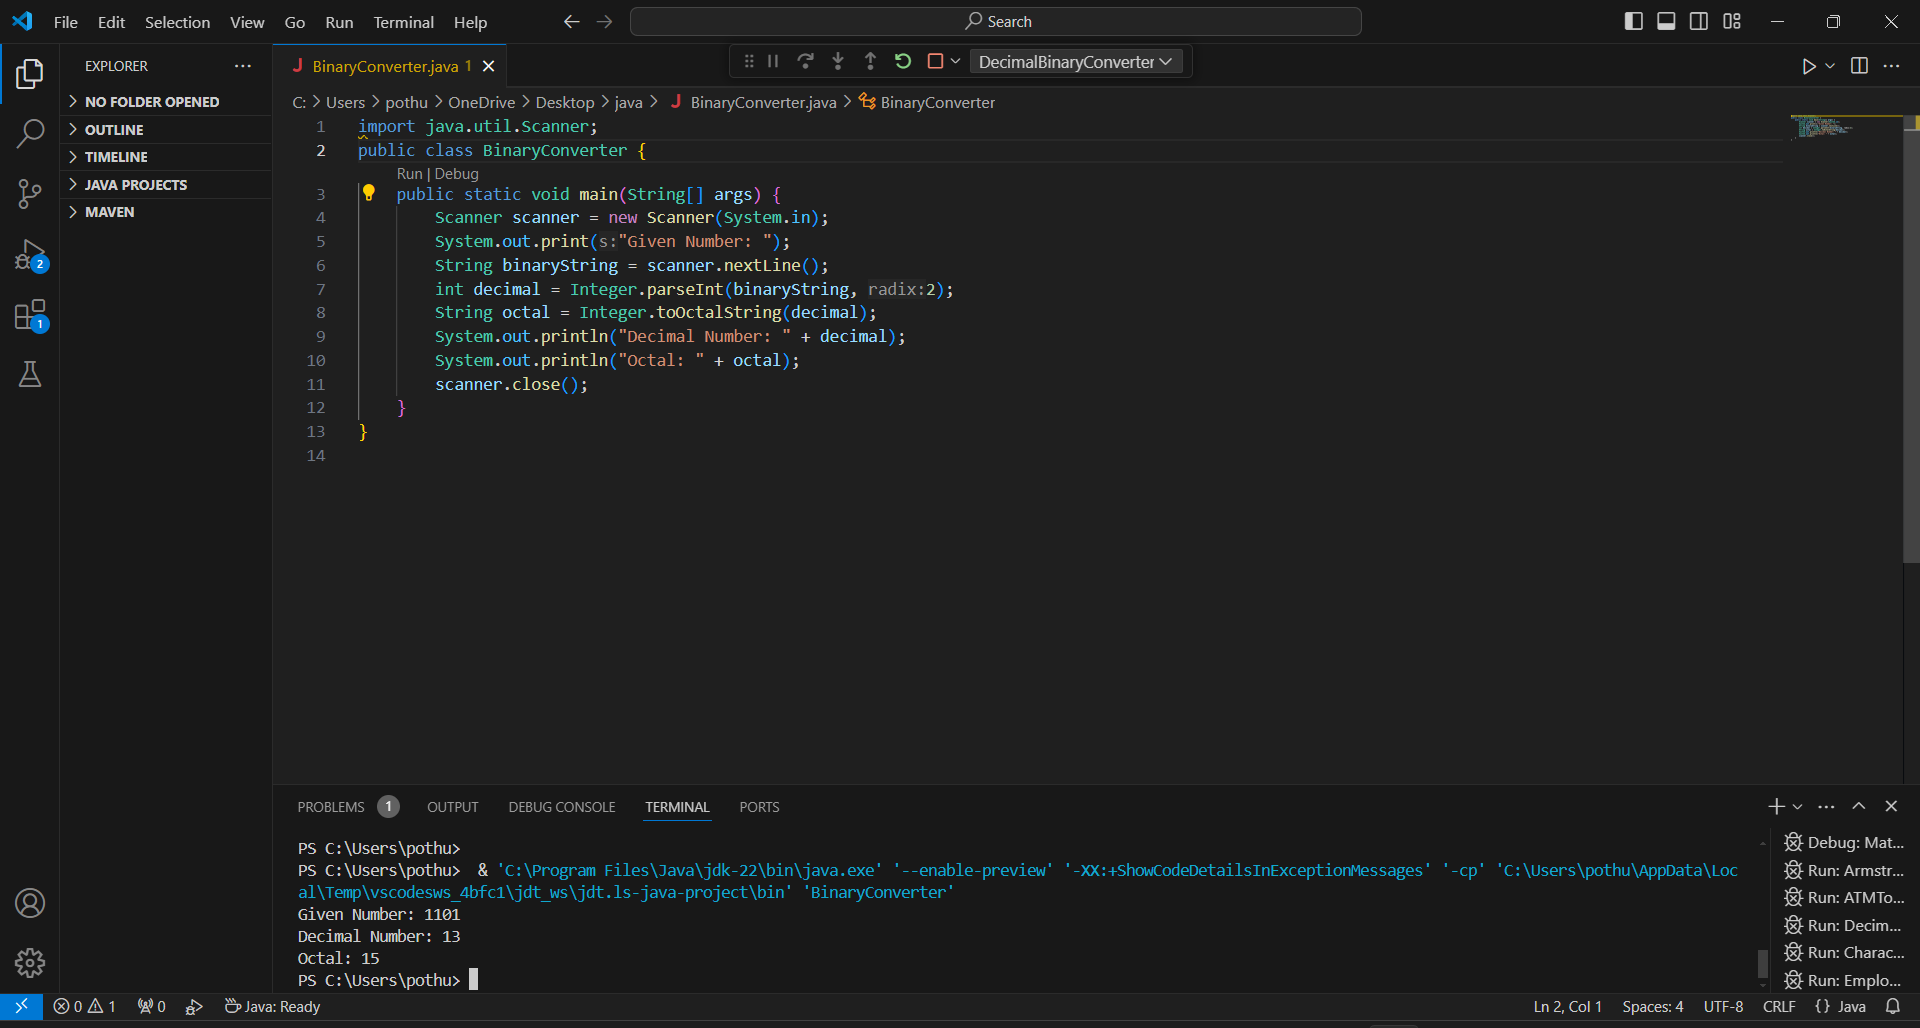 File Edit Selection View Go Run Terminal Help
Search
EXPLORER
BinaryConverter.java 1
DecimalBinaryConverter
NO FOLDER OPENED
OUTLINE
TIMELINE
JAVA PROJECTS
MAVEN
C: > Users > pothu > OneDrive > Desktop > java > J BinaryConverter.java > BinaryConverter
1 import java.util.Scanner;
2 public class BinaryConverter {
Run | Debug
3 public static void main(String[] args) {
4 Scanner scanner = new Scanner(System.in);
5 System.out.print(s:"Given Number: ");
6 String binaryString = scanner.nextLine();
7 int decimal = Integer.parseInt(binaryString, radix:2);
8 String octal = Integer.toOctalString(decimal);
9 System.out.println("Decimal Number: " + decimal);
10 System.out.println("Octal: " + octal);
11 scanner.close();
12 }
13 }
14
2
1
PROBLEMS 1 OUTPUT DEBUG CONSOLE TERMINAL PORTS
PS C:\Users\pothu>
PS C:\Users\pothu> & 'C:\Program Files\Java\jdk-22\bin\java.exe' '--enable-preview' '-XX:+ShowCodeDetailsInExceptionMessages' '-cp' 'C:\Users\pothu\AppData\Loc
al\Temp\vscodesws_4bfc1\jdt_ws\jdt.ls-java-project\bin' 'BinaryConverter'
Given Number: 1101
Decimal Number: 13
Octal: 15
PS C:\Users\pothu>
Debug: Mat...
Run: Armstr...
Run: ATMTo...
Run: Decim...
Run: Charac...
Run: Emplo...
0 1 0 Java: Ready
Ln 2, Col 1 Spaces: 4 UTF-8 CRLF {} Java